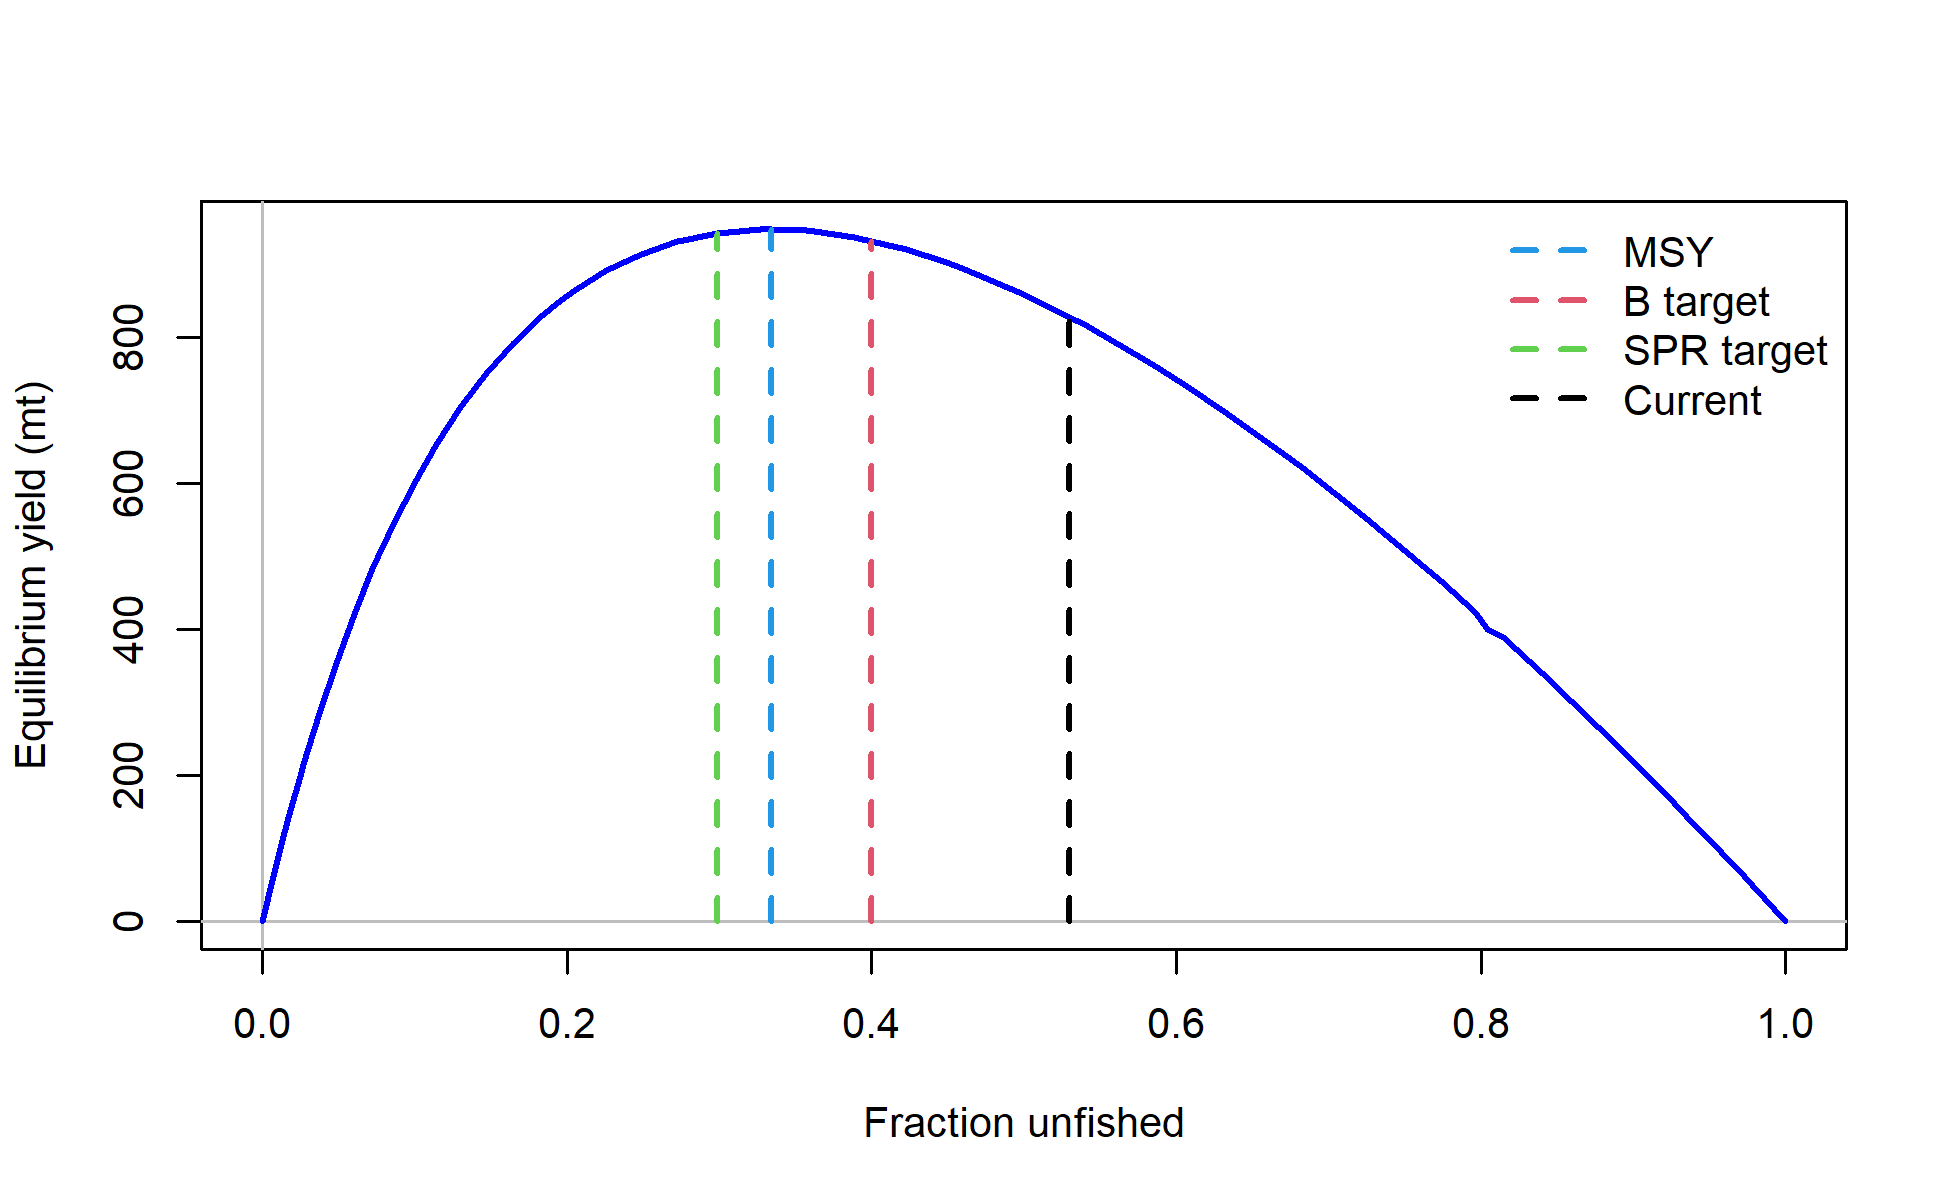 MSY
B target
SPR target
Current
Equilibrium yield (mt)
800
600
400
200
0
0.0 0.2 0.4 0.6 0.8 1.0
Fraction unfished